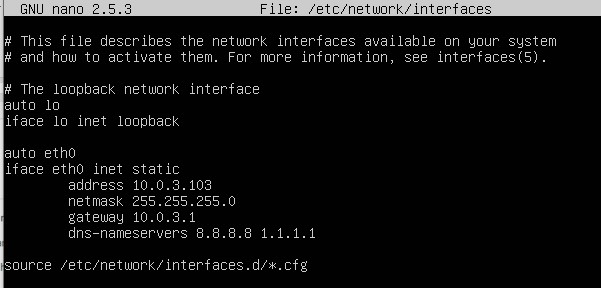 GNU nano 2.5.3 File: /etc/network/interfaces
# This file describes the network interfaces available on your system
# and how to activate them. For more information, see interfaces(5).
# The loopback network interface
auto lo
iface lo inet loopback
auto eth0
iface eth0 inet static
address 10.0.3.103
netmask 255.255.255.0
gateway 10.0.3.1
dns-nameservers 8.8.8.8 1.1.1.1
source /etc/network/interfaces.d/*.cfg